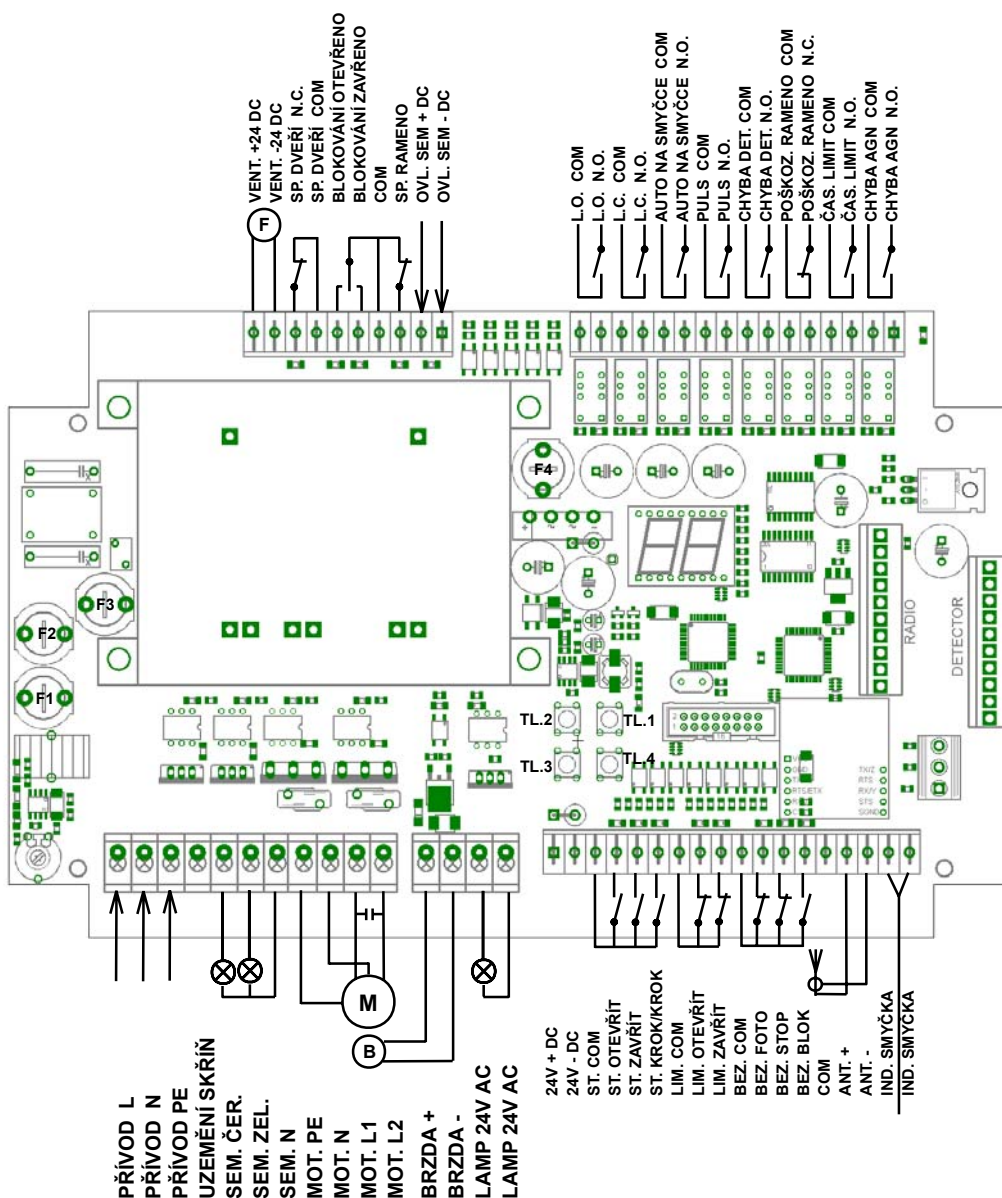 VENT. +24 DC
VENT. -24 DC
SP. DVEŘÍ N.C.
SP. DVEŘÍ COM
BLOKOVÁNÍ OTEVŘENO
BLOKOVÁNÍ ZAVŘENO
COM
SP. RAMENO
OVL. SEM + DC
OVL. SEM - DC
L.O. COM
L.O. N.O.
L.C. COM
L.C. N.O.
AUTO NA SMYČCE COM
AUTO NA SMYČCE N.O.
PULS COM
PULS N.O.
CHYBA DET. COM
CHYBA DET. N.O.
POŠKOZ. RAMENO COM
POŠKOZ. RAMENO N.C.
ČAS. LIMIT COM
ČAS. LIMIT N.O.
CHYBA AGN COM
CHYBA AGN N.O.
F
F4
F3
F2
F1
RADIO
DETECTOR
TL.2
TL.1
TL.3
TL.4
TX/Z
RTS
RX/Y
STS
SGND
M
B
PŘÍVOD L
PŘÍVOD N
PŘÍVOD PE
UZEMĚNÍ SKŘÍŇ
SEM. ČER.
SEM. ZEL.
SEM. N
MOT. PE
MOT. N
MOT. L1
MOT. L2
BRZDA +
BRZDA -
LAMP 24V AC
LAMP 24V AC
24V + DC
24V - DC
ST. COM
ST. OTEVŘÍT
ST. ZAVŘÍT
ST. KROK/KROK
LIM. COM
LIM. OTEVŘÍT
LIM. ZAVŘÍT
BEZ. COM
BEZ. FOTO
BEZ. STOP
BEZ. BLOK
COM
ANT. +
ANT. -
IND. SMYČKA
IND. SMYČKA